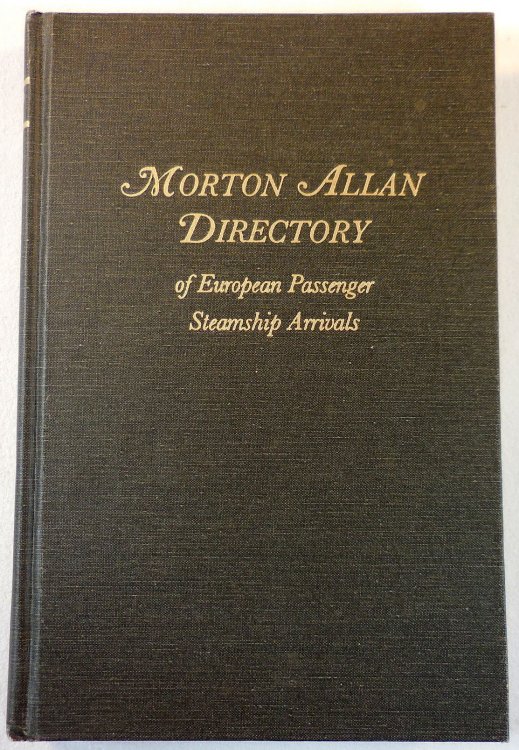 MORTON ALLAN
DIRECTORY
of European Passenger
Steamship Arrivals